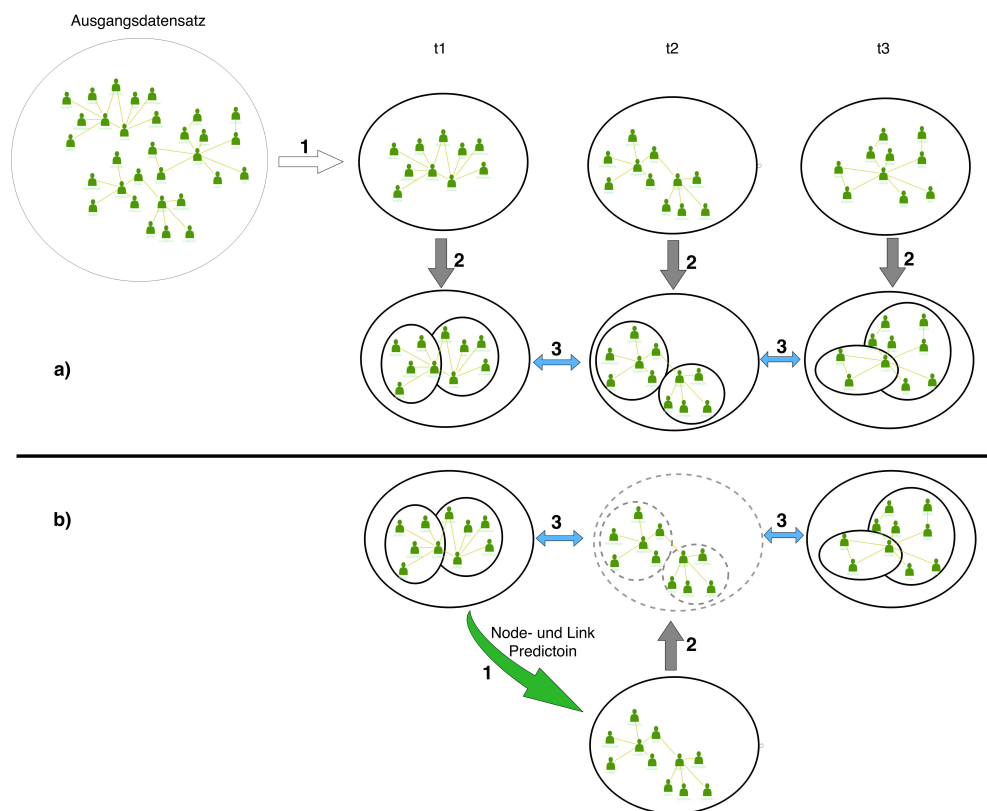 Ausgangsdatensatz
t1
t2
t3
1
2
2
2
3
3
a)
b)
3
3
Node- und Link
Predictoin
1
2